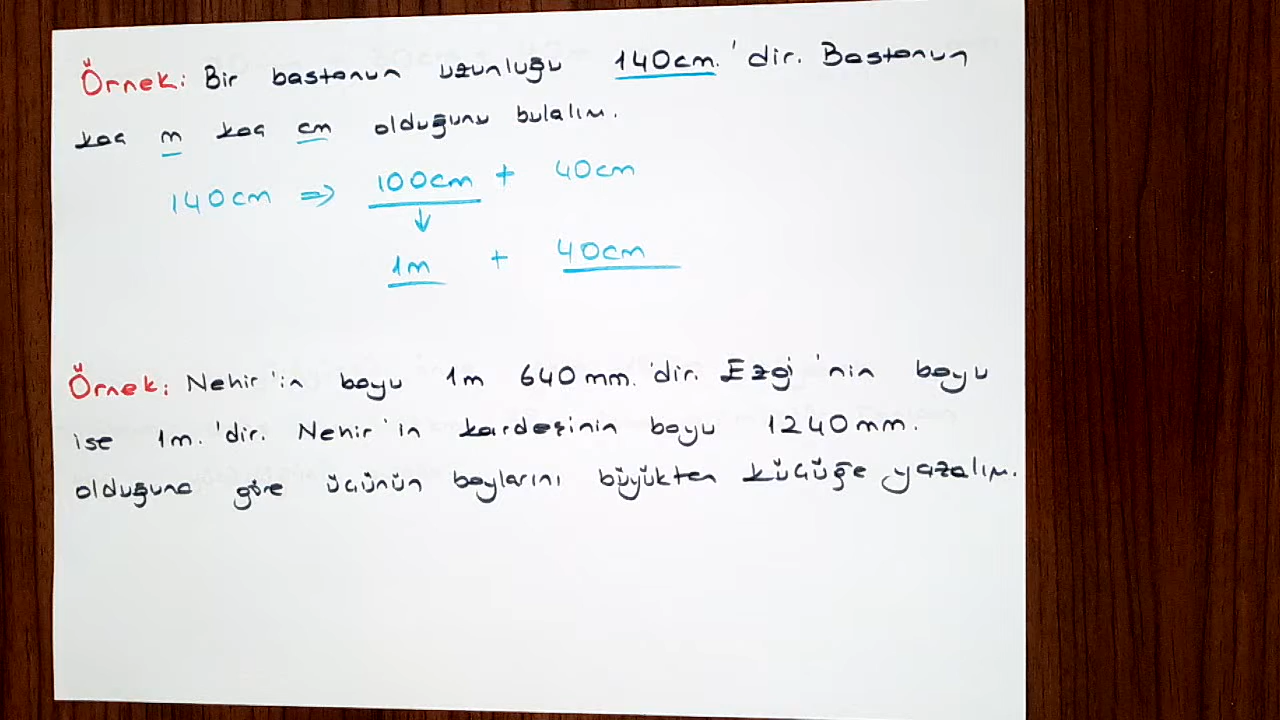 Örnek: Bir bastonun uzunluğu 140cm.'dir. Bastonun
kaç m kaç cm olduğunu bulalım.
140cm ⇒ 100cm + 40cm
↓
1m + 40cm
Örnek: Nehir'in boyu 1m 640mm.'dir. Ezgi'nin boyu
ise 1m.'dir. Nehir'in kardeşinin boyu 1240mm.
olduğuna göre üçünün boylarını büyükten küçüğe yazalım.